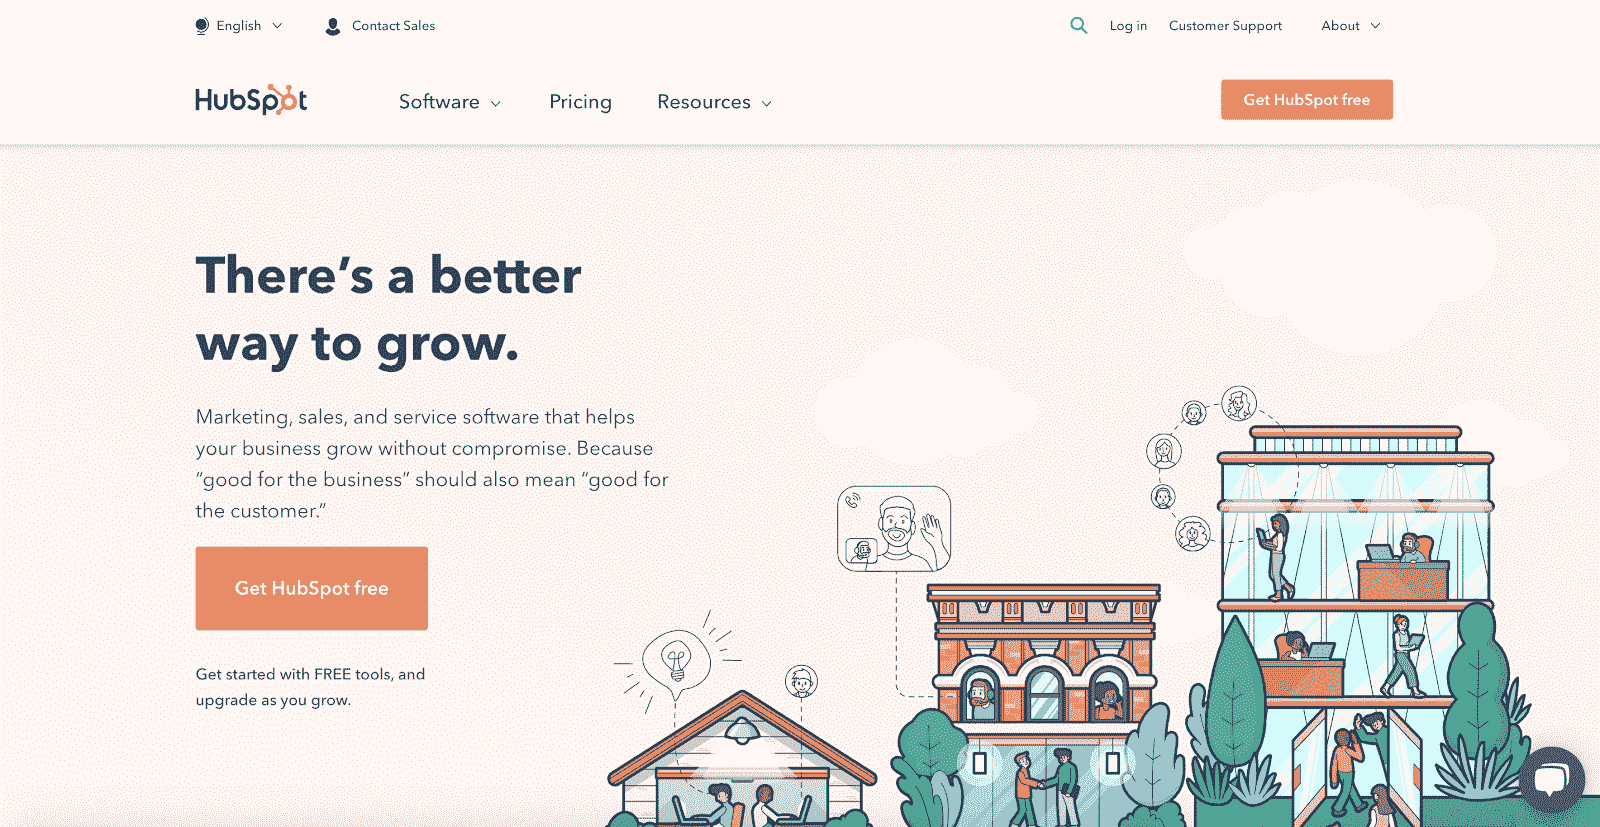 English
Contact Sales
Log in
Customer Support
About
HubSpot
Software
Pricing
Resources
Get HubSpot free
There’s a better
way to grow.
Marketing, sales, and service software that helps
your business grow without compromise. Because
“good for the business” should also mean “good for
the customer.”
Get HubSpot free
Get started with FREE tools, and
upgrade as you grow.